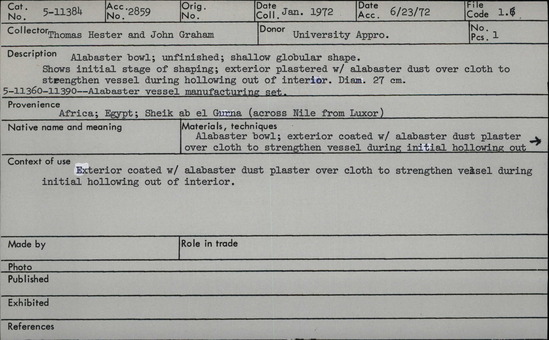 Cat. No. 5-11384 Acc. No. 2859 Orig. No. Date Coll. Jan. 1972 Date Acc. 6/23/72 File Code 1.6
Collector Thomas Hester and John Graham Donor University Appro. No. Pcs. 1
Description Alabaster bowl; unfinished; shallow globular shape.
Shows initial stage of shaping; exterior plastered w/ alabaster dust over cloth to
strengthen vessel during hollowing out of interior. Diam. 27 cm.
5-11360-11390--Alabaster vessel manufacturing set.
Provenience
Africa; Egypt; Sheik ab el Gurna (across Nile from Luxor)
Native name and meaning
Materials, techniques
Alabaster bowl; exterior coated w/ alabaster dust plaster
over cloth to strengthen vessel during initial hollowing out →
Context of use
Exterior coated w/ alabaster dust plaster over cloth to strengthen vessel during
initial hollowing out of interior.
Made by Role in trade
Photo
Published
Exhibited
References